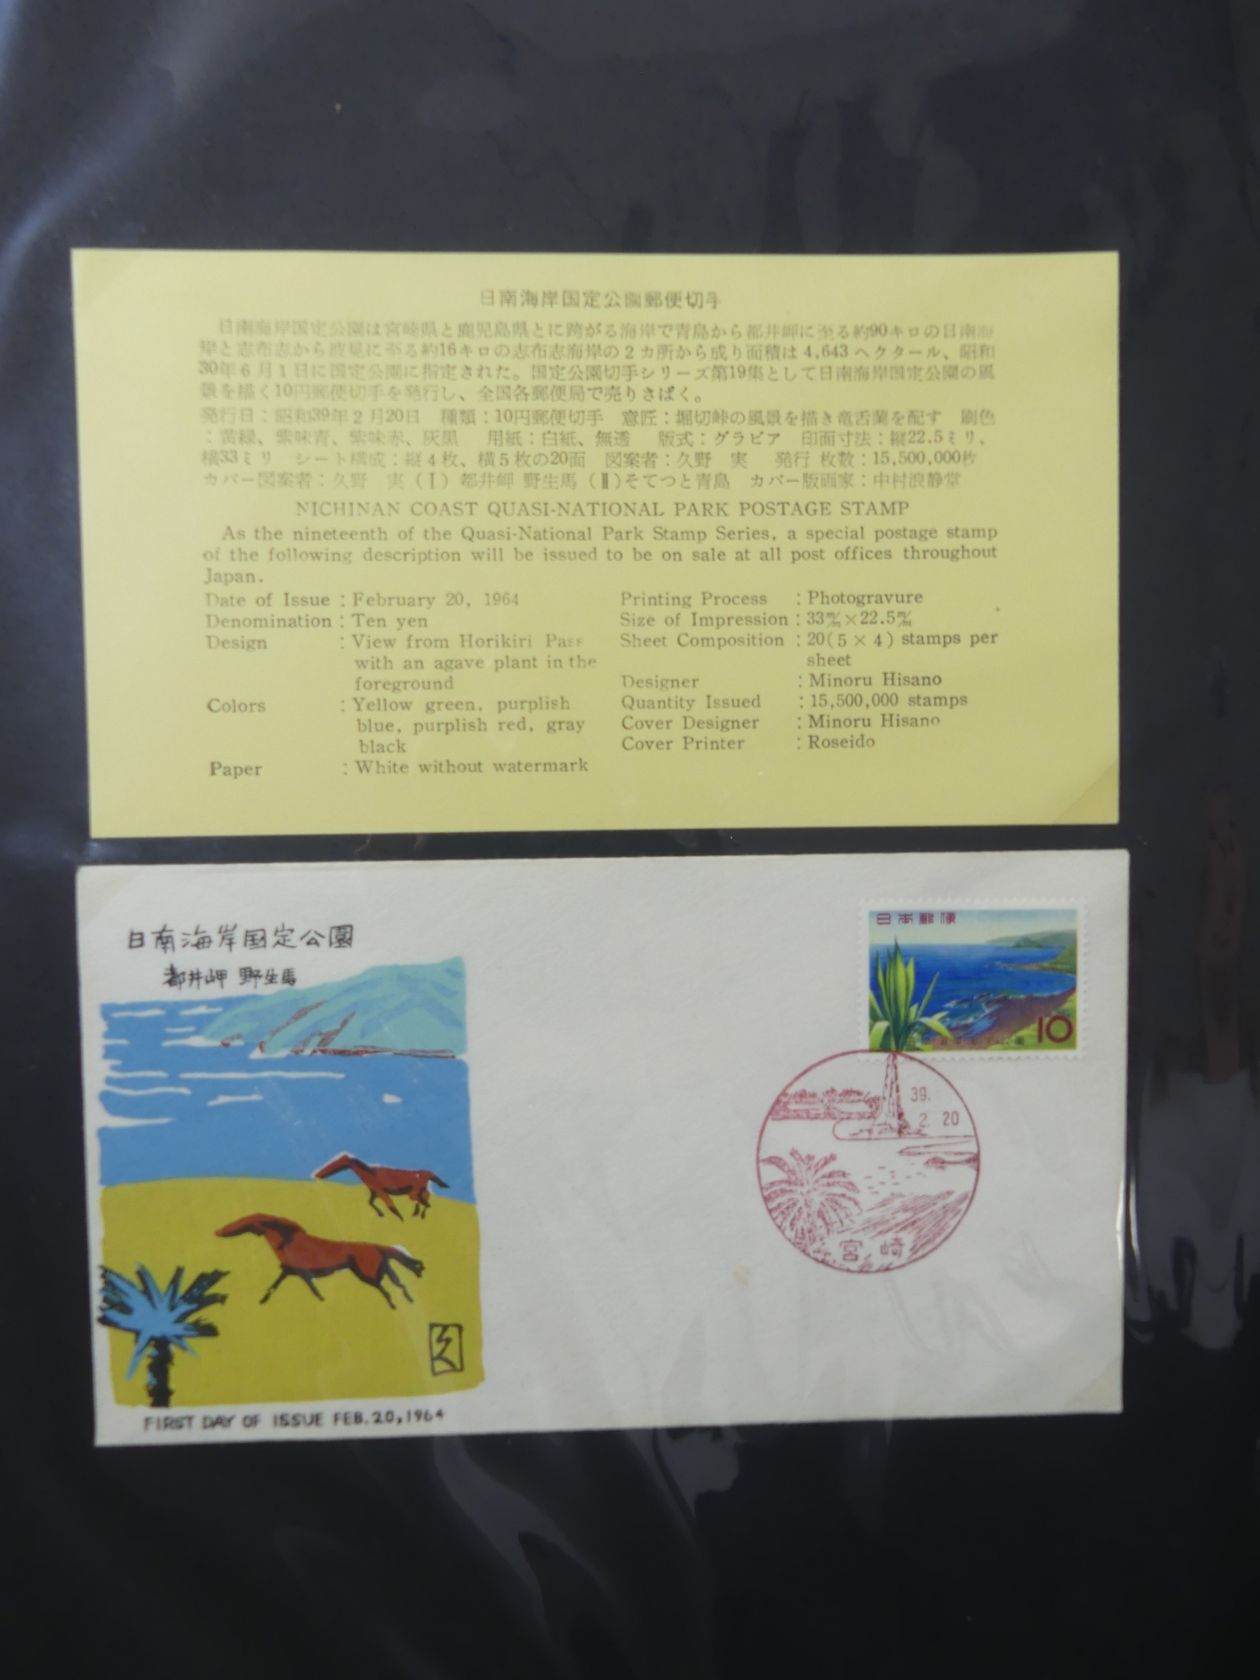 日南海岸国定公園郵便切手
日南海岸国定公園は宮崎県と鹿児島県とに跨がる海岸で青島から都井岬に至る約90キロの日南海
岸と志布志から波見に至る約16キロの志布志海岸の2カ所から成り面積は4,643ヘクタール、昭和
30年6月1日に国定公園に指定された。国定公園切手シリーズ第19集として日南海岸国定公園の風
景を描く10円郵便切手を発行し、全国各郵便局で売りさばく。
発行日：昭和39年2月20日　種類：10円郵便切手　意匠：堀切峠の風景を描き竜舌蘭を配す　刷色
：黄緑、紫味青、紫味赤、灰黒　用紙：白紙、無透　版式：グラビア　印面寸法：縦22.5ミリ、
横33ミリ　シート構成：縦4枚、横5枚の20面　図案者：久野　実　発行枚数：15,500,000枚
カバー図案者：久野　実（Ⅰ）都井岬 野生馬（Ⅱ）そてつと青島　カバー版画家：中村浪静堂
NICHINAN COAST QUASI-NATIONAL PARK POSTAGE STAMP
As the nineteenth of the Quasi-National Park Stamp Series, a special postage stamp
of the following description will be issued to be on sale at all post offices throughout
Japan.
Date of Issue : February 20, 1964
Denomination : Ten yen
Design : View from Horikiri Pass
with an agave plant in the
foreground
Colors : Yellow green, purplish
blue, purplish red, gray
black
Paper : White without watermark
Printing Process : Photogravure
Size of Impression : 33㎜×22.5㎜
Sheet Composition : 20(5×4) stamps per
sheet
Designer : Minoru Hisano
Quantity Issued : 15,500,000 stamps
Cover Designer : Minoru Hisano
Cover Printer : Roseido
日南海岸国定公園
都井岬 野生馬
久
FIRST DAY OF ISSUE FEB.20,1964
日本郵便
10
39.
2. 20
宮崎